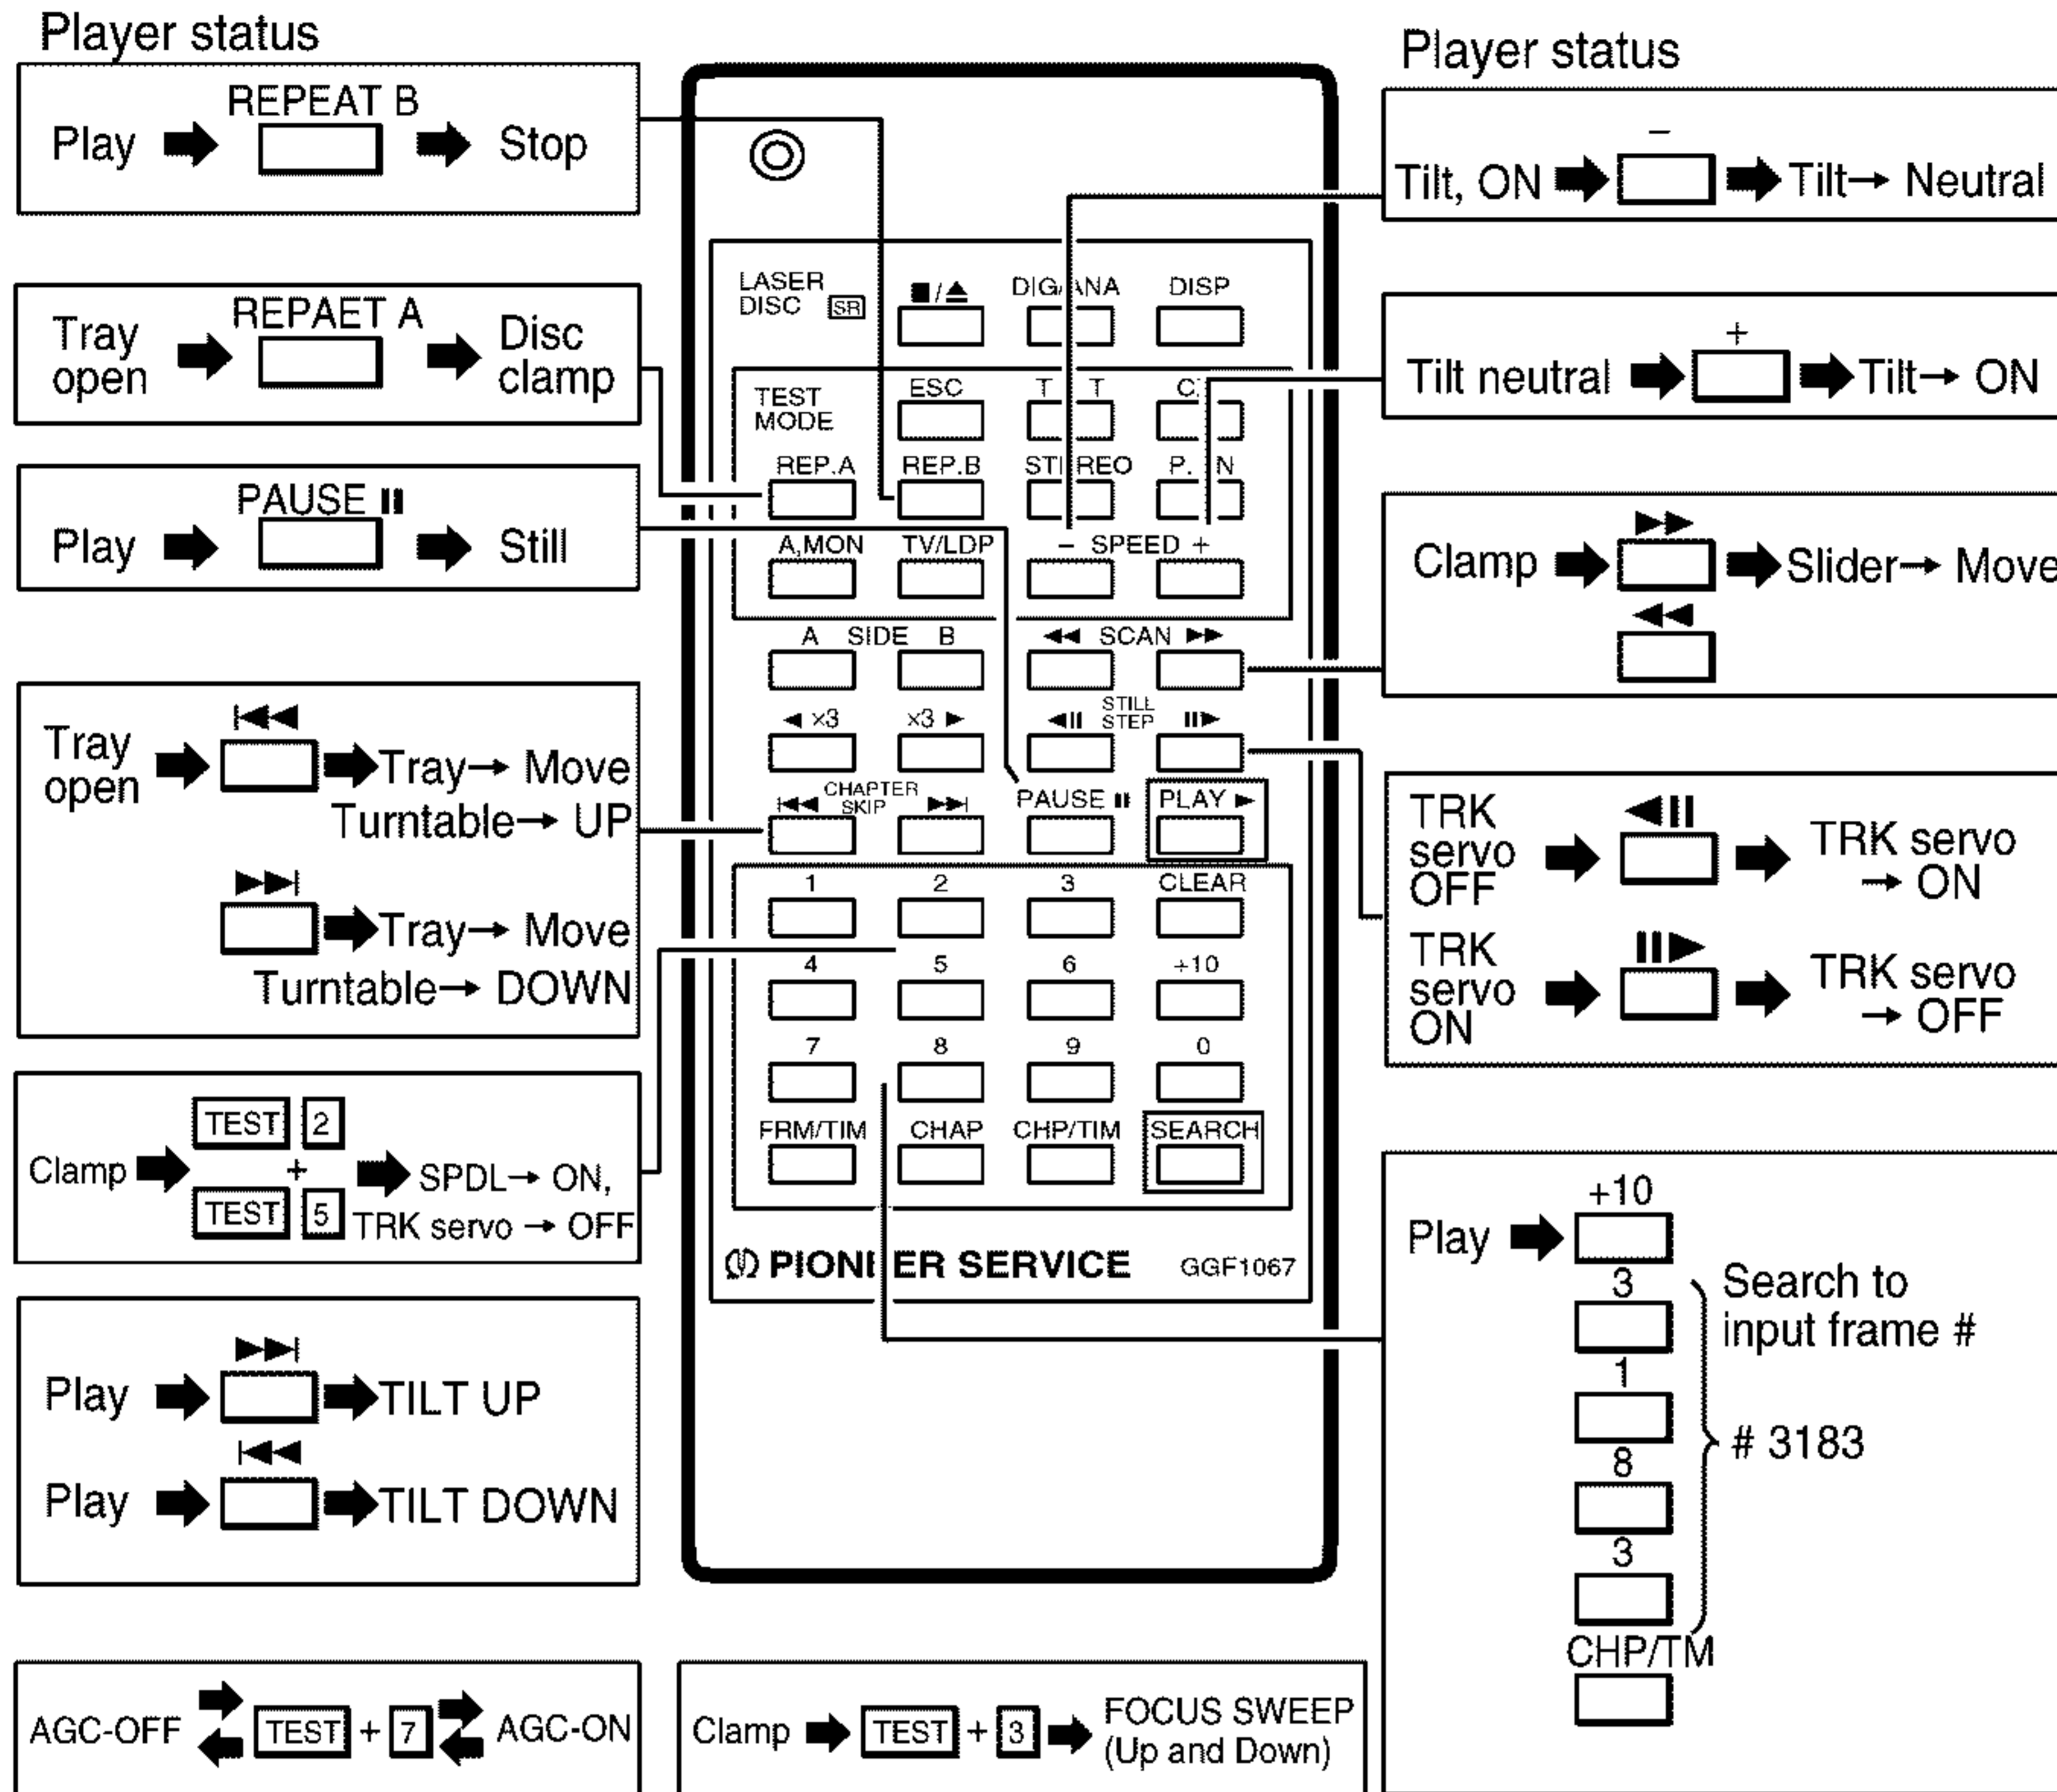 Player status
REPEAT B
Play Stop
REPAET A
Tray open Disc clamp
PAUSE
Play Still
Tray open Tray→ Move
Turntable→ UP
Tray→ Move
Turntable→ DOWN
TEST 2
Clamp + SPDL→ ON,
TEST 5 TRK servo → OFF
Play TILT UP
Play TILT DOWN
AGC-OFF TEST + 7 AGC-ON
LASER DISC SR
■/▲ DIG/ANA DISP
TEST MODE
ESC
REP.A REP.B STEREO
A,MON TV/LDP − SPEED +
A SIDE B ◀◀ SCAN ▶▶
◀ x3 x3 ▶ STILL STEP
CHAPTER SKIP PAUSE PLAY ▶
1 2 3 CLEAR
4 5 6 +10
7 8 9 0
FRM/TIM CHAP CHP/TIM SEARCH
PIONEER SERVICE GGF1067
Clamp TEST + 3 FOCUS SWEEP
(Up and Down)
Player status
−
Tilt, ON Tilt→ Neutral
+
Tilt neutral Tilt→ ON
▶▶
Clamp Slider→ Move
◀◀
TRK servo OFF TRK servo → ON
TRK servo ON TRK servo → OFF
+10
Play
3
Search to
input frame #
1
# 3183
8
3
CHP/TM